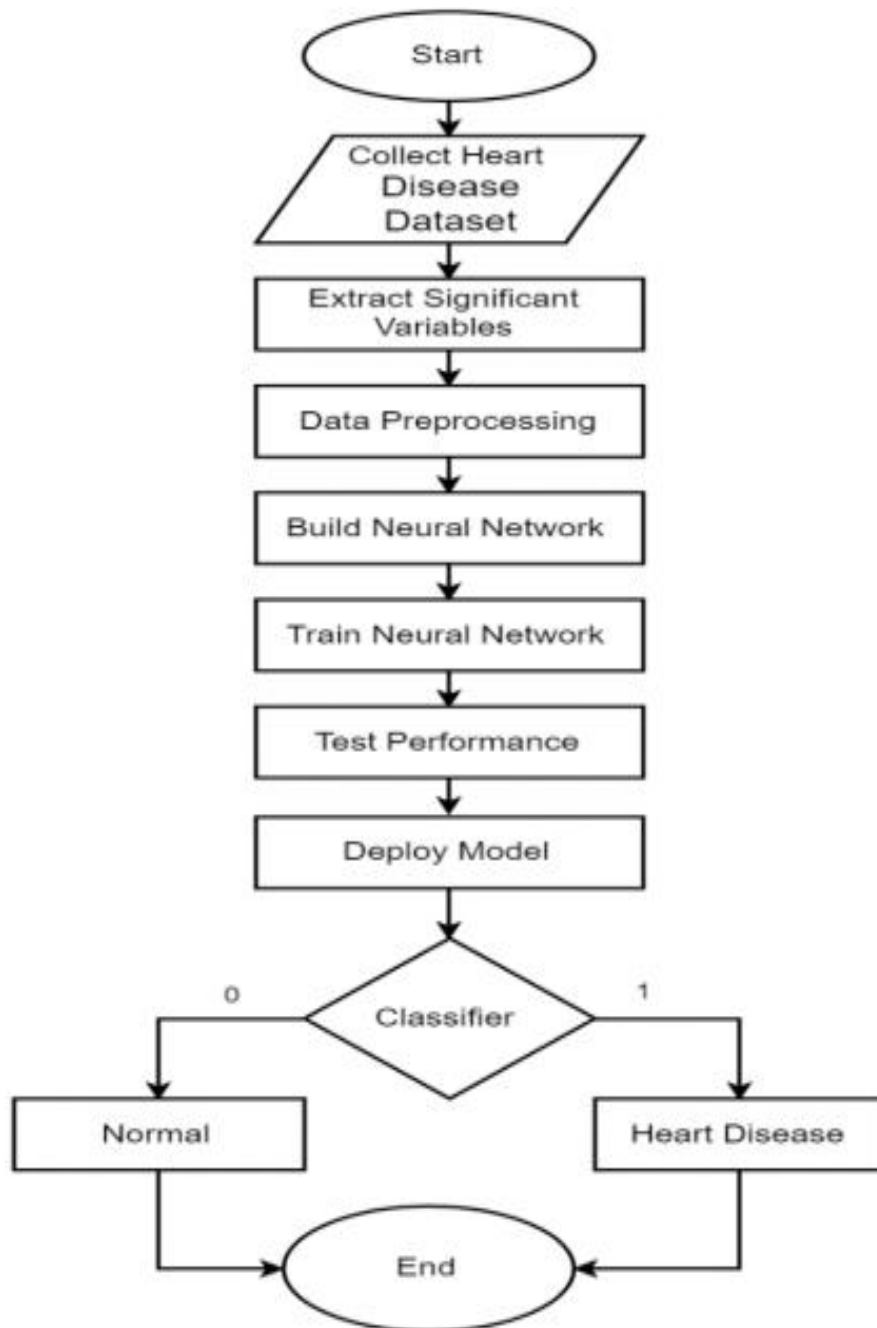 Start
Collect Heart
Disease
Dataset
Extract Significant
Variables
Data Preprocessing
Build Neural Network
Train Neural Network
Test Performance
Deploy Model
0
1
Classifier
Normal
Heart Disease
End